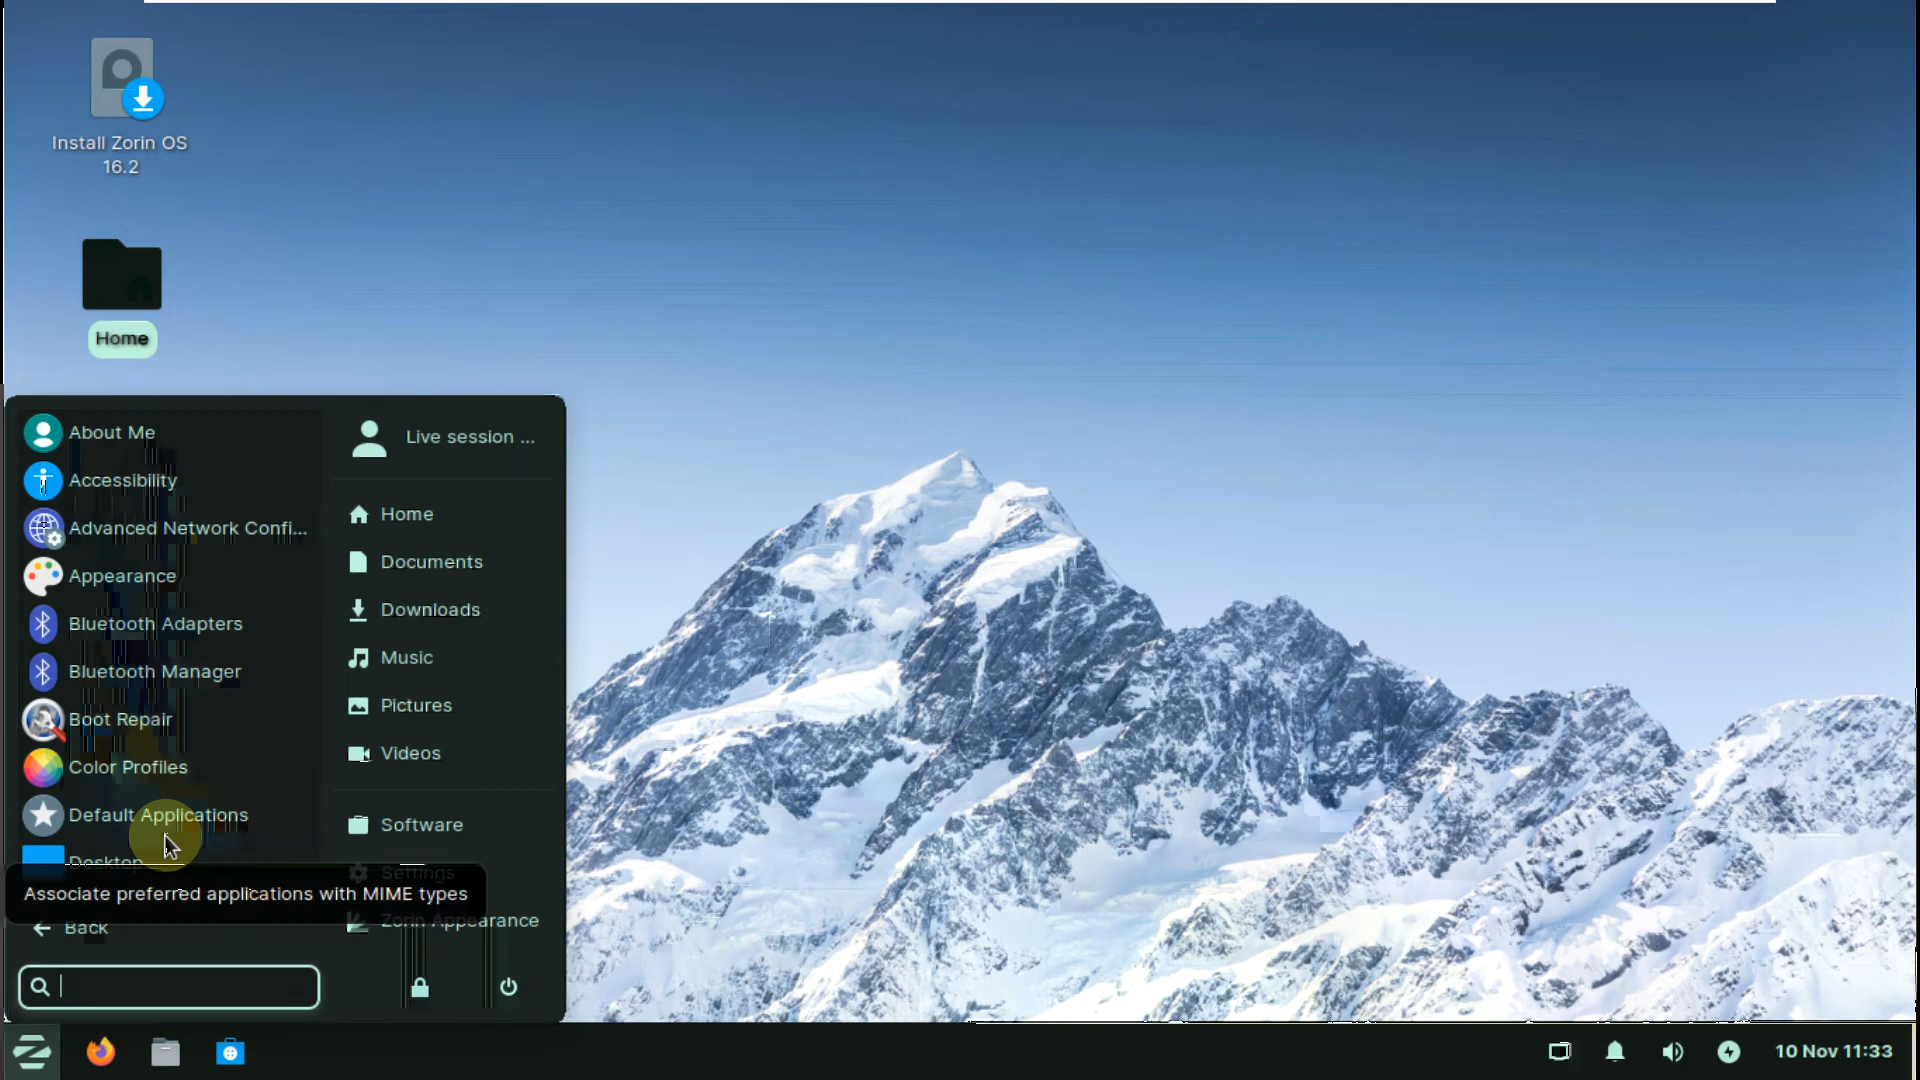 Install Zorin OS
16.2
Home
About Me
Accessibility
Advanced Network Confi...
Appearance
Bluetooth Adapters
Bluetooth Manager
Boot Repair
Color Profiles
Default Applications
Desktop
Associate preferred applications with MIME types
Back
Live session ...
Home
Documents
Downloads
Music
Pictures
Videos
Software
Settings
Zorin Appearance
10 Nov 11:33